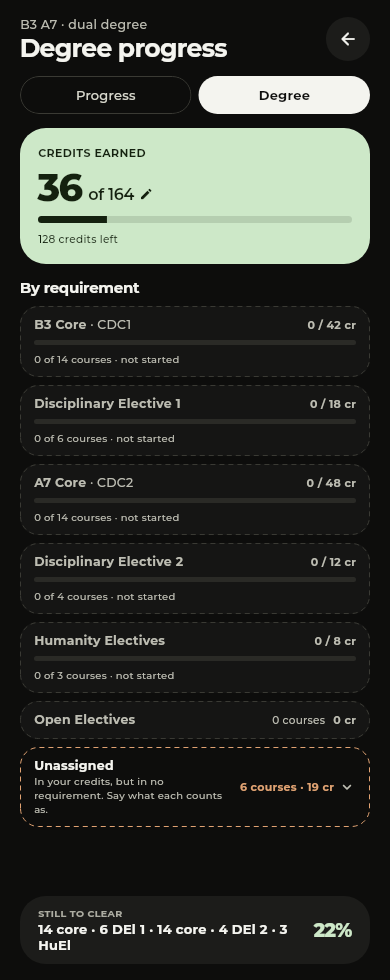 B3 A7 · dual degree
Degree progress
Progress
Degree
CREDITS EARNED
36 of 164
128 credits left
By requirement
B3 Core · CDC1
0 / 42 cr
0 of 14 courses · not started
Disciplinary Elective 1
0 / 18 cr
0 of 6 courses · not started
A7 Core · CDC2
0 / 48 cr
0 of 14 courses · not started
Disciplinary Elective 2
0 / 12 cr
0 of 4 courses · not started
Humanity Electives
0 / 8 cr
0 of 3 courses · not started
Open Electives
0 courses 0 cr
Unassigned
In your credits, but in no
requirement. Say what each counts
as.
6 courses · 19 cr
STILL TO CLEAR
14 core · 6 DEl 1 · 14 core · 4 DEl 2 · 3
HuEl
22%